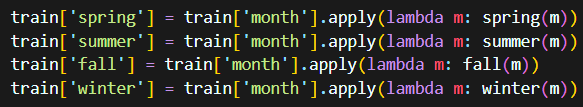 train['spring'] = train['month'].apply(lambda m: spring(m))
train['summer'] = train['month'].apply(lambda m: summer(m))
train['fall'] = train['month'].apply(lambda m: fall(m))
train['winter'] = train['month'].apply(lambda m: winter(m))